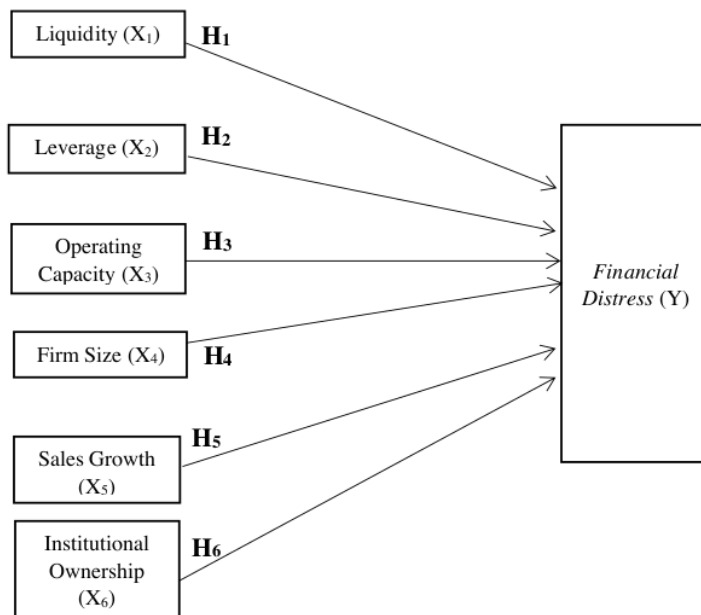 Liquidity (X₁)
H₁
Leverage (X₂)
H₂
Operating
Capacity (X₃)
H₃
Financial
Distress (Y)
Firm Size (X₄)
H₄
Sales Growth
(X₅)
H₅
Institutional
Ownership
(X₆)
H₆